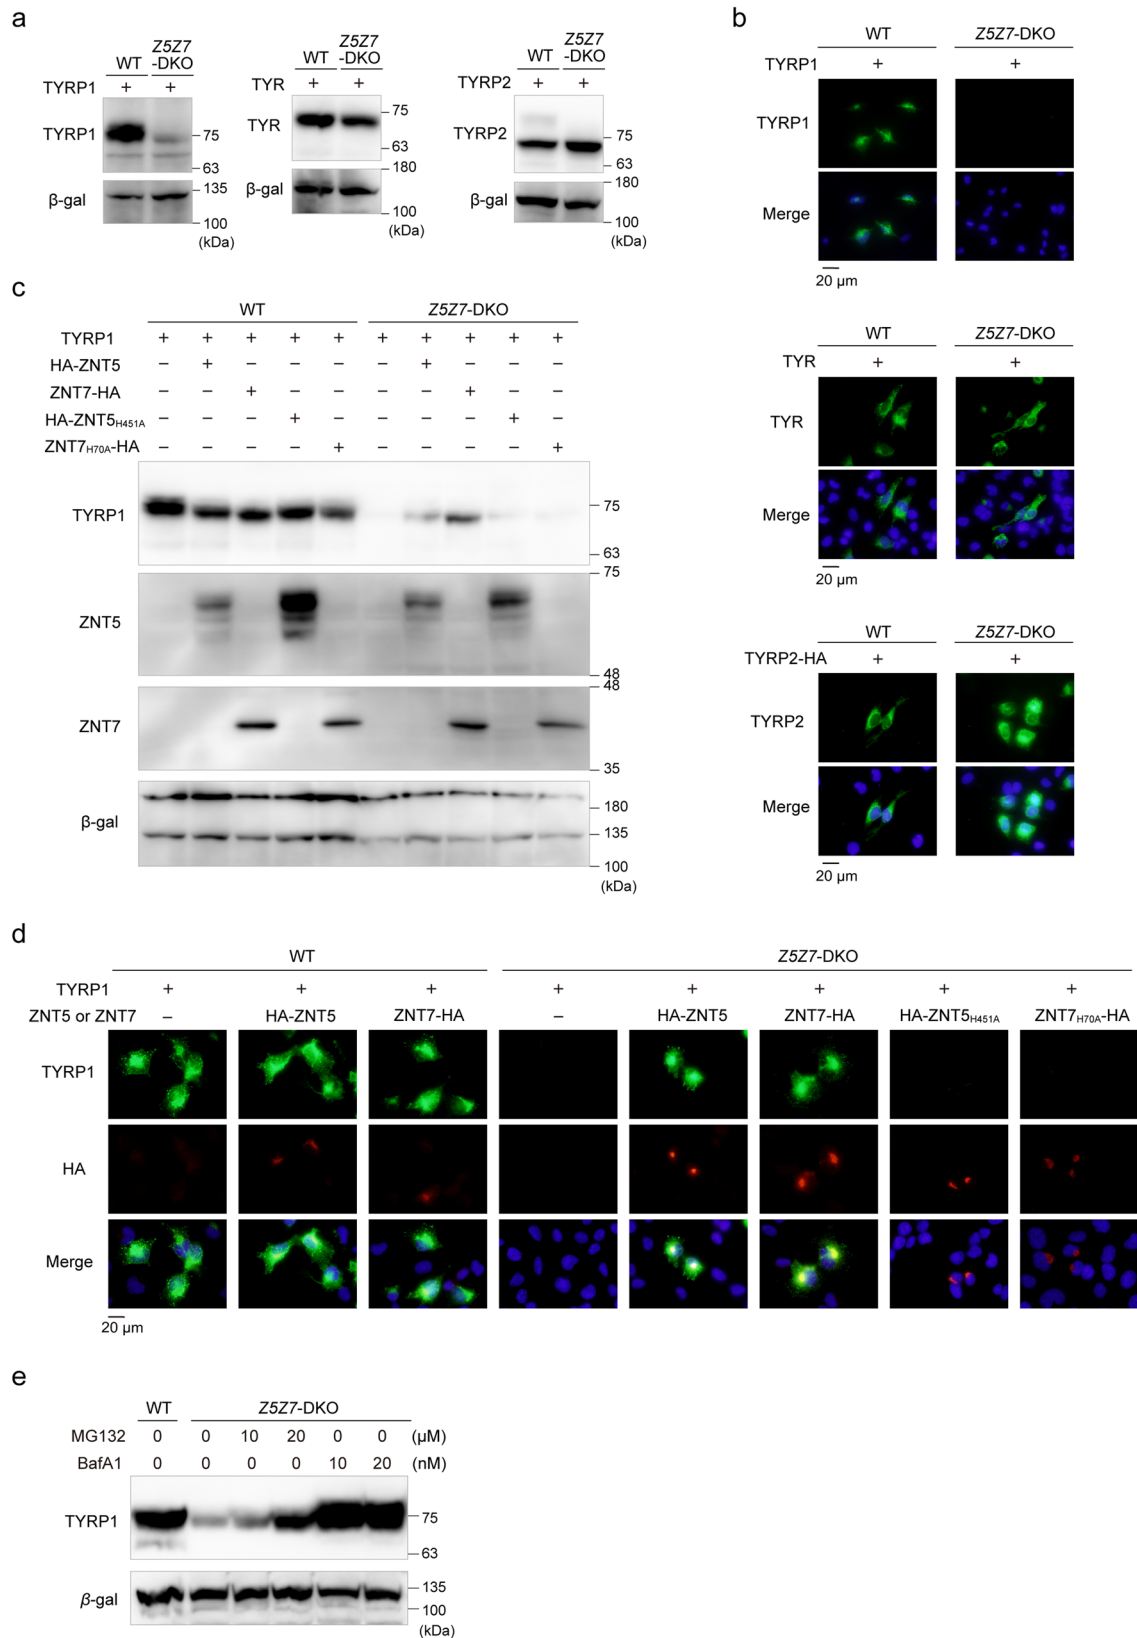 a
WT Z5Z7 -DKO
TYRP1 + +
TYRP1
75
63
β-gal
135
100
(kDa)
WT Z5Z7 -DKO
TYR + +
TYR
75
63
β-gal
180
100
(kDa)
WT Z5Z7 -DKO
TYRP2 + +
TYRP2
75
63
β-gal
180
100
(kDa)
b
WT Z5Z7-DKO
TYRP1 + +
TYRP1
Merge
20 μm
WT Z5Z7-DKO
TYR + +
TYR
Merge
20 μm
WT Z5Z7-DKO
TYRP2-HA + +
TYRP2
Merge
20 μm
c
WT Z5Z7-DKO
TYRP1 + + + + + + + + + +
HA-ZNT5 – + – – – – + – – –
ZNT7-HA – – + – – – – + – –
HA-ZNT5H451A – – – + – – – – + –
ZNT7H70A-HA – – – – + – – – – +
TYRP1
75
63
ZNT5
75
48
ZNT7
48
35
β-gal
180
135
100
(kDa)
d
WT Z5Z7-DKO
TYRP1 + + + + + + + +
ZNT5 or ZNT7 – HA-ZNT5 ZNT7-HA – HA-ZNT5 ZNT7-HA HA-ZNT5H451A ZNT7H70A-HA
TYRP1
HA
Merge
20 μm
e
WT Z5Z7-DKO
MG132 0 0 10 20 0 0 (μM)
BafA1 0 0 0 0 10 20 (nM)
TYRP1
75
63
β-gal
135
100
(kDa)